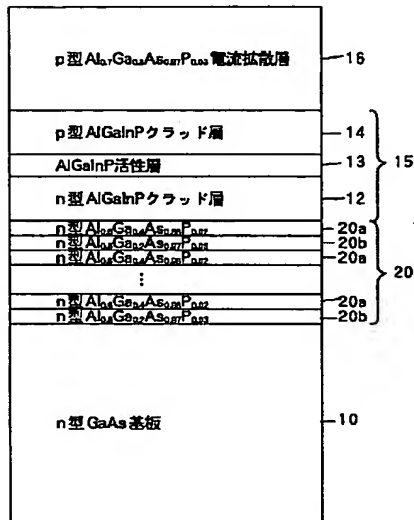 p型Al₀.₇Ga₀.₃As₀.₉₇P₀.₀₃電流拡散層 16
p型AlGaInPクラッド層 14
15
AlGaInP活性層 13
n型AlGaInPクラッド層 12
n型Al₀.₆Ga₀.₄As₀.₉₈P₀.₀₂ 20a
n型Al₀.₈Ga₀.₂As₀.₉₇P₀.₀₃ 20b
n型Al₀.₆Ga₀.₄As₀.₉₈P₀.₀₂ 20a
20
⋮
n型Al₀.₆Ga₀.₄As₀.₉₈P₀.₀₂ 20a
n型Al₀.₈Ga₀.₂As₀.₉₇P₀.₀₃ 20b
n型GaAs基板 10